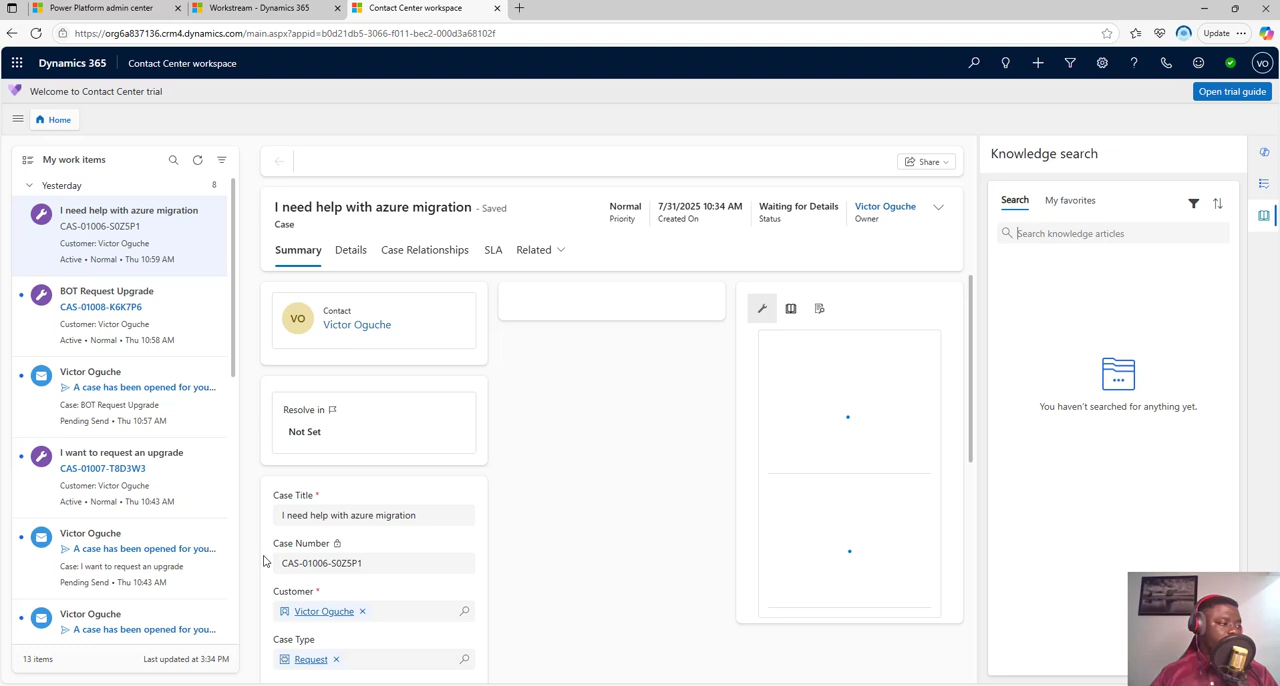 Power Platform admin center
Workstream - Dynamics 365
Contact Center workspace
https://org6a837136.crm4.dynamics.com/main.aspx?appid=b0d21db5-3066-f011-bec2-000d3a68102f
Update
Dynamics 365
Contact Center workspace
VO
Welcome to Contact Center trial
Open trial guide
Home
My work items
Share
Knowledge search
Yesterday
8
I need help with azure migration
CAS-01006-S0Z5P1
Customer: Victor Oguche
Active • Normal • Thu 10:59 AM
BOT Request Upgrade
CAS-01008-K6K7P6
Customer: Victor Oguche
Active • Normal • Thu 10:58 AM
Victor Oguche
A case has been opened for you...
Case: BOT Request Upgrade
Pending Send • Thu 10:57 AM
I want to request an upgrade
CAS-01007-T8D3W3
Customer: Victor Oguche
Active • Normal • Thu 10:43 AM
Victor Oguche
A case has been opened for you...
Case: I want to request an upgrade
Pending Send • Thu 10:43 AM
Victor Oguche
A case has been opened for you...
13 items
Last updated at 3:34 PM
I need help with azure migration - Saved
Case
Normal
Priority
7/31/2025 10:34 AM
Created On
Waiting for Details
Status
Victor Oguche
Owner
Summary
Details
Case Relationships
SLA
Related
VO
Contact
Victor Oguche
Resolve in
Not Set
Case Title *
I need help with azure migration
Case Number
CAS-01006-S0Z5P1
Customer *
Victor Oguche
Case Type
Request
Search
My favorites
Search knowledge articles
You haven't searched for anything yet.